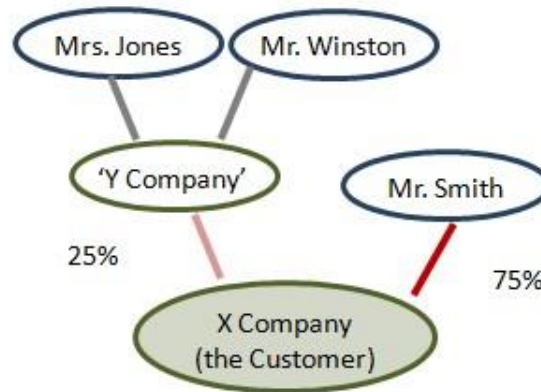 Mrs. Jones
Mr. Winston
‘Y Company’
Mr. Smith
25%
75%
X Company
(the Customer)